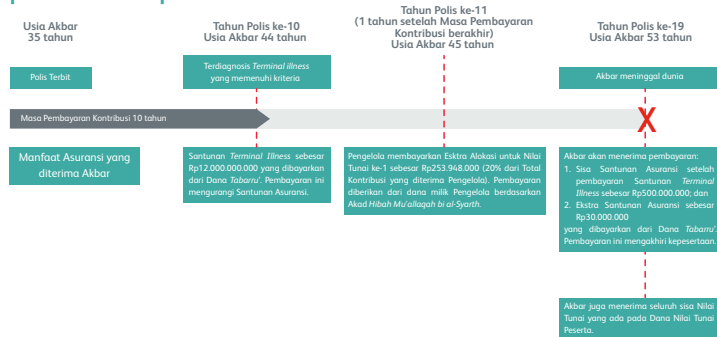 Usia Akbar
35 tahun
Tahun Polis ke-10
Usia Akbar 44 tahun
Tahun Polis ke-11
(1 tahun setelah Masa Pembayaran
Kontribusi berakhir)
Usia Akbar 45 tahun
Tahun Polis ke-19
Usia Akbar 53 tahun
Polis Terbit
Terdiagnosis Terminal illness
yang memenuhi kriteria
Akbar meninggal dunia
Masa Pembayaran Kontribusi 10 tahun
X
Manfaat Asuransi yang
diterima Akbar
Santunan Terminal Illness sebesar
Rp12.000.000.000 yang dibayarkan
dari Dana Tabarru'. Pembayaran ini
mengurangi Santunan Asuransi.
Pengelola membayarkan Esktra Alokasi untuk Nilai
Tunai ke-1 sebesar Rp253.948.000 (20% dari Total
Kontribusi yang diterima Pengelola). Pembayaran
diberikan dari dana milik Pengelola berdasarkan
Akad Hibah Mu'allaqah bi al-Syarth.
Akbar akan menerima pembayaran:
1. Sisa Santunan Asuransi setelah
pembayaran Santunan Terminal
Illness sebesar Rp500.000.000; dan
2. Ekstra Santunan Asuransi sebesar
Rp30.000.000
yang dibayarkan dari Dana Tabarru'.
Pembayaran ini mengakhiri kepesertaan.
Akbar juga menerima seluruh sisa Nilai
Tunai yang ada pada Dana Nilai Tunai
Peserta.